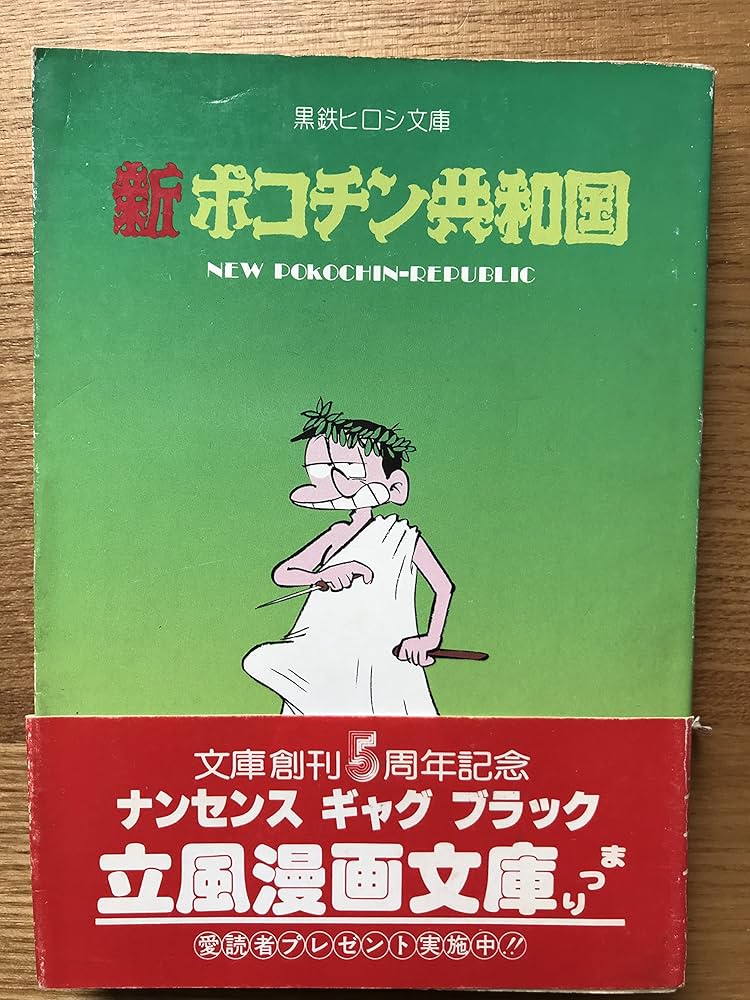 黒鉄ヒロシ文庫
新ポコチン共和国
NEW POKOCHIN-REPUBLIC
文庫創刊5周年記念
ナンセンス ギャグ ブラック
立風漫画文庫まつり
愛読者プレゼント実施中!!